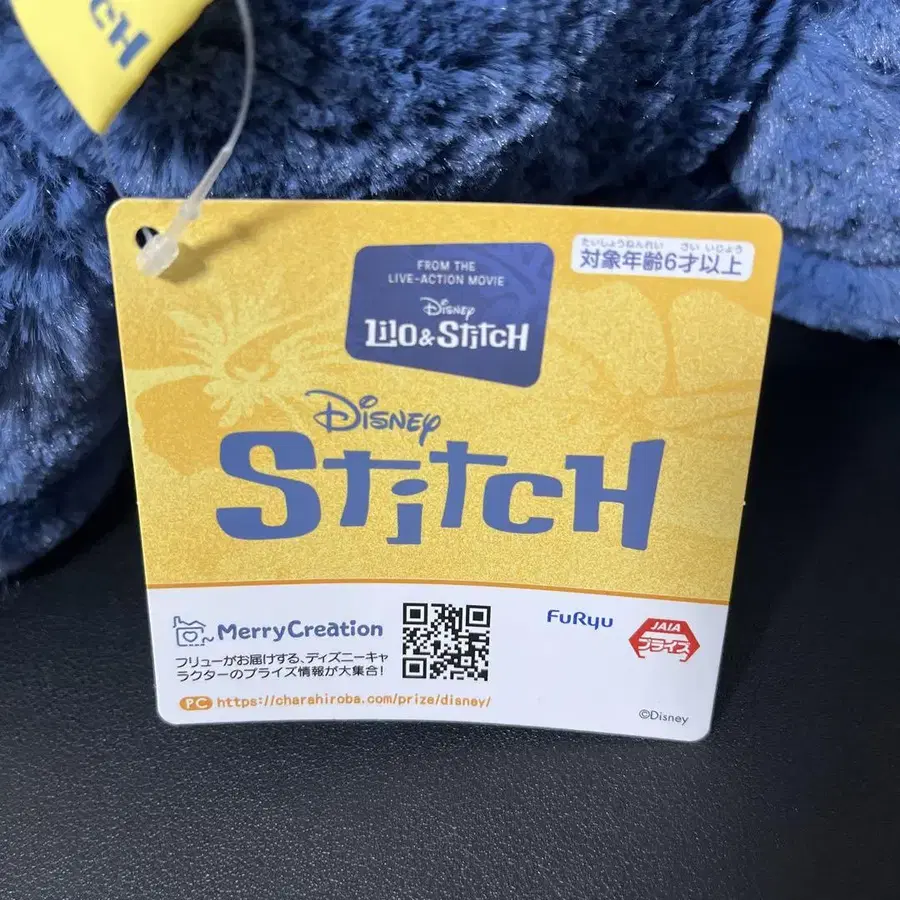 TCH
たいしょうねんれい さい いじょう
対象年齢6才以上
FROM THE
LIVE-ACTION MOVIE
Disney
Lilo & Stitch
Disney
Stitch
MerryCreation
フリューがお届けする、ディズニーキャ
ラクターのプライズ情報が大集合!
PC https://charahiroba.com/prize/disney/
FuRyu
JAIA
プライズ
©Disney